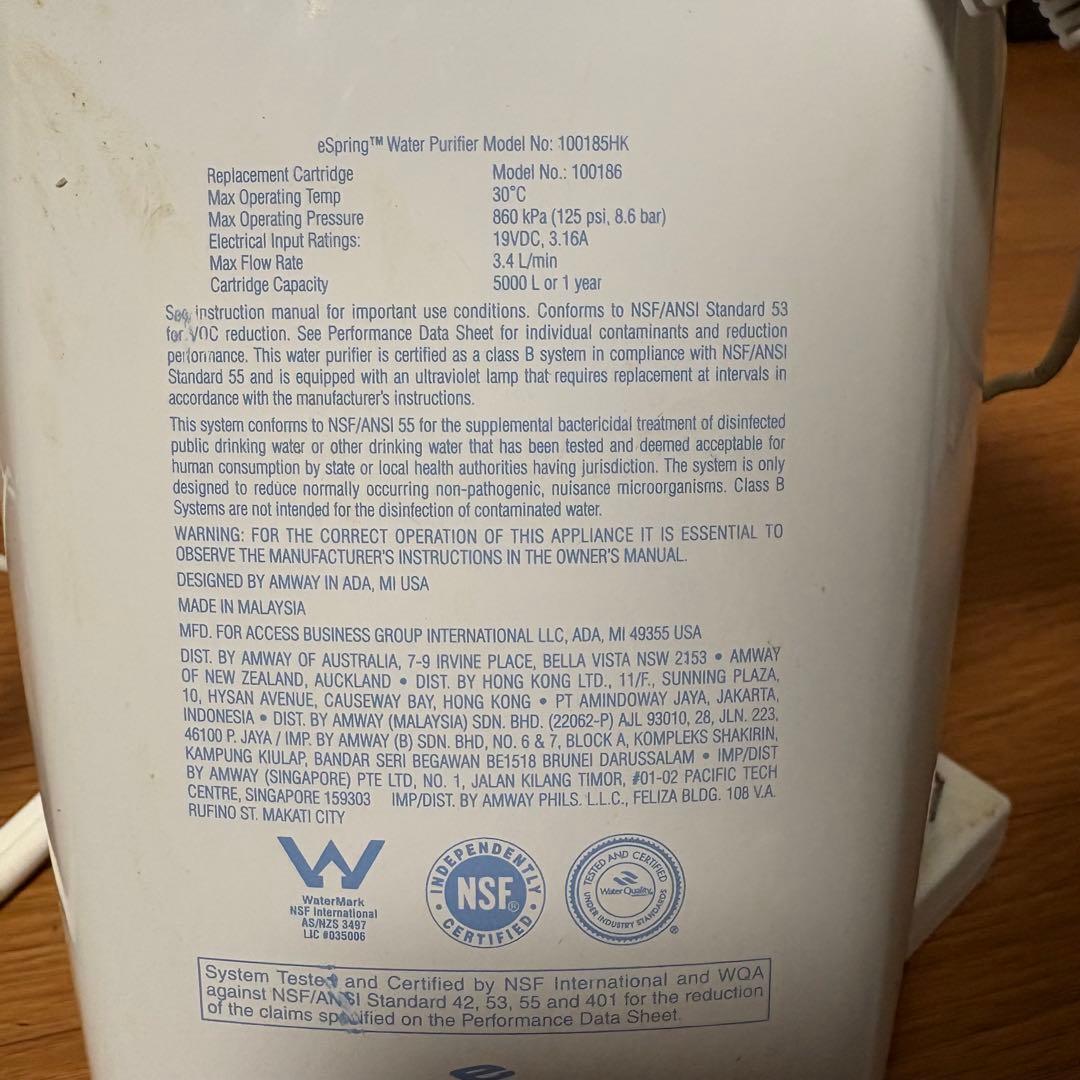 eSpring™ Water Purifier Model No: 100185HK
Replacement Cartridge Model No.: 100186
Max Operating Temp 30°C
Max Operating Pressure 860 kPa (125 psi, 8.6 bar)
Electrical Input Ratings: 19VDC, 3.16A
Max Flow Rate 3.4 L/min
Cartridge Capacity 5000 L or 1 year
See instruction manual for important use conditions. Conforms to NSF/ANSI Standard 53
for VOC reduction. See Performance Data Sheet for individual contaminants and reduction
performance. This water purifier is certified as a class B system in compliance with NSF/ANSI
Standard 55 and is equipped with an ultraviolet lamp that requires replacement at intervals in
accordance with the manufacturer's instructions.
This system conforms to NSF/ANSI 55 for the supplemental bactericidal treatment of disinfected
public drinking water or other drinking water that has been tested and deemed acceptable for
human consumption by state or local health authorities having jurisdiction. The system is only
designed to reduce normally occurring non-pathogenic, nuisance microorganisms. Class B
Systems are not intended for the disinfection of contaminated water.
WARNING: FOR THE CORRECT OPERATION OF THIS APPLIANCE IT IS ESSENTIAL TO
OBSERVE THE MANUFACTURER'S INSTRUCTIONS IN THE OWNER'S MANUAL.
DESIGNED BY AMWAY IN ADA, MI USA
MADE IN MALAYSIA
MFD. FOR ACCESS BUSINESS GROUP INTERNATIONAL LLC, ADA, MI 49355 USA
DIST. BY AMWAY OF AUSTRALIA, 7-9 IRVINE PLACE, BELLA VISTA NSW 2153 • AMWAY
OF NEW ZEALAND, AUCKLAND • DIST. BY HONG KONG LTD., 11/F., SUNNING PLAZA,
10, HYSAN AVENUE, CAUSEWAY BAY, HONG KONG • PT AMINDOWAY JAYA, JAKARTA,
INDONESIA • DIST. BY AMWAY (MALAYSIA) SDN. BHD. (22062-P) AJL 93010, 28, JLN. 223,
46100 P. JAYA / IMP. BY AMWAY (B) SDN. BHD, NO. 6 & 7, BLOCK A, KOMPLEKS SHAKIRIN,
KAMPUNG KIULAP, BANDAR SERI BEGAWAN BE1518 BRUNEI DARUSSALAM • IMP/DIST
BY AMWAY (SINGAPORE) PTE LTD, NO. 1, JALAN KILANG TIMOR, #01-02 PACIFIC TECH
CENTRE, SINGAPORE 159303 IMP/DIST. BY AMWAY PHILS. L.L.C., FELIZA BLDG. 108 V.A.
RUFINO ST. MAKATI CITY
WaterMark
NSF International
AS/NZS 3497
LIC #035006
INDEPENDENTLY
NSF®
CERTIFIED
TESTED AND CERTIFIED
Water Quality
UNDER INDUSTRY STANDARDS
®
System Tested and Certified by NSF International and WQA
against NSF/ANSI Standard 42, 53, 55 and 401 for the reduction
of the claims specified on the Performance Data Sheet.